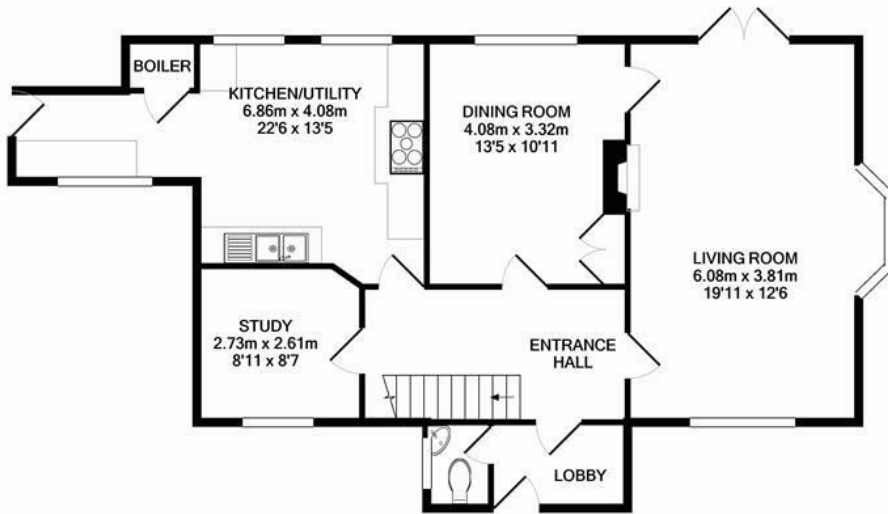 BOILER
KITCHEN/UTILITY
6.86m x 4.08m
22'6 x 13'5
DINING ROOM
4.08m x 3.32m
13'5 x 10'11
LIVING ROOM
6.08m x 3.81m
19'11 x 12'6
STUDY
2.73m x 2.61m
8'11 x 8'7
ENTRANCE
HALL
LOBBY